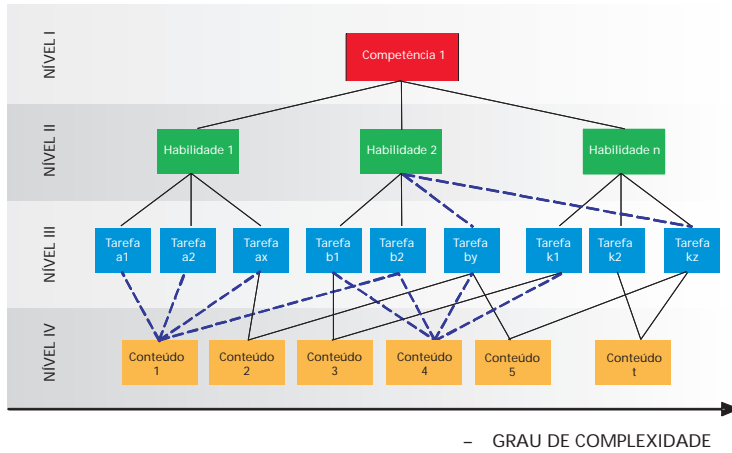 NÍVEL I
Competência 1
NÍVEL II
Habilidade 1
Habilidade 2
Habilidade n
NÍVEL III
Tarefa
a1
Tarefa
a2
Tarefa
ax
Tarefa
b1
Tarefa
b2
Tarefa
by
Tarefa
k1
Tarefa
k2
Tarefa
kz
NÍVEL IV
Conteúdo
1
Conteúdo
2
Conteúdo
3
Conteúdo
4
Conteúdo
5
Conteúdo
t
– GRAU DE COMPLEXIDADE